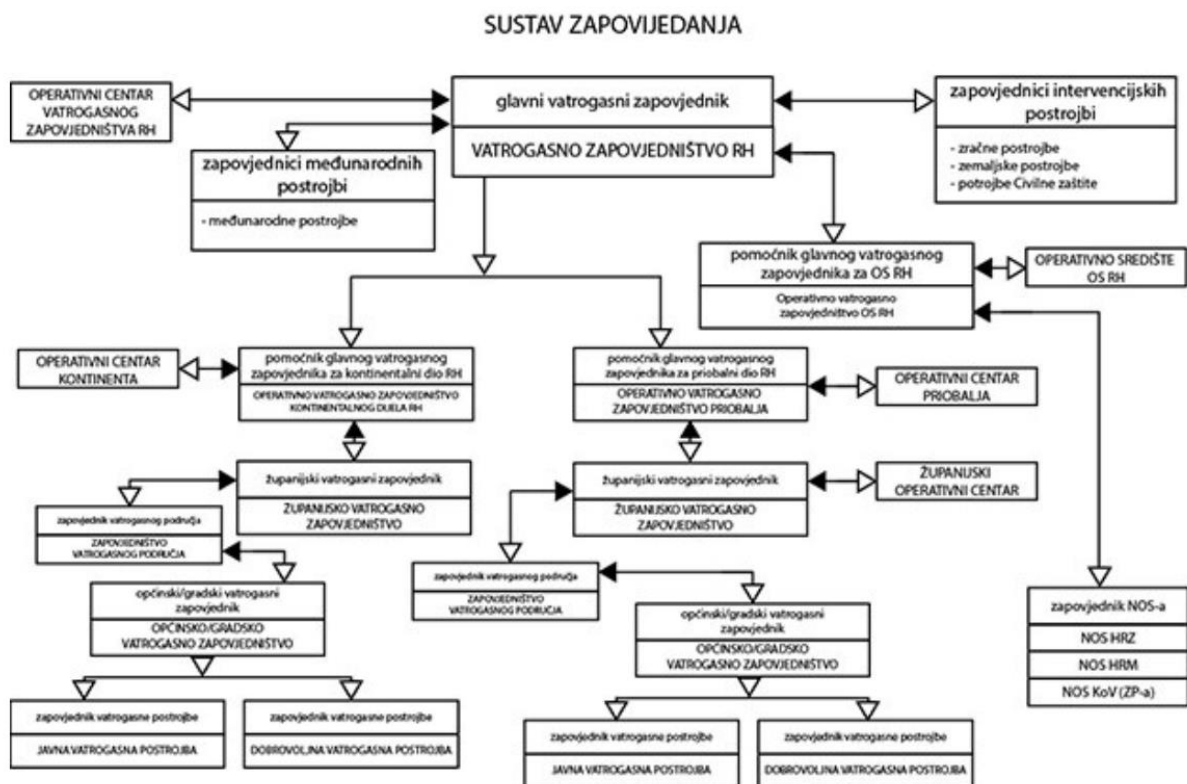 SUSTAV ZAPOVIJEDANJA
OPERATIVNI CENTAR
VATROGASNOG
ZAPOVJEDNIŠTVA RH
glavni vatrogasni zapovjednik
VATROGASNO ZAPOVJEDNIŠTVO RH
zapovjednici intervencijskih
postrojbi
- zračne postrojbe
- zemaljske postrojbe
- potrojbe Civilne zaštite
zapovjednici međunarodnih
postrojbi
- međunarodne postrojbe
pomoćnik glavnog vatrogasnog
zapovjednika za OS RH
Operativno vatrogasno
zapovjedništvo OS RH
OPERATIVNO SREDIŠTE
OS RH
OPERATIVNI CENTAR
KONTINENTA
pomoćnik glavnog vatrogasnog
zapovjednika za kontinentalni dio RH
OPERATIVNO VATROGASNO ZAPOVJEDNIŠTVO
KONTINENTALNOG DIJELA RH
pomoćnik glavnog vatrogasnog
zapovjednika za priobalni dio RH
OPERATIVNO VATROGASNO
ZAPOVJEDNIŠTVO PRIOBALJA
OPERATIVNI CENTAR
PRIOBALJA
županijski vatrogasni zapovjednik
ŽUPANIJSKO VATROGASNO
ZAPOVJEDNIŠTVO
županijski vatrogasni zapovjednik
ŽUPANIJSKO VATROGASNO
ZAPOVJEDNIŠTVO
ŽUPANIJSKI
OPERATIVNI CENTAR
zapovjednik vatrogasnog područja
ZAPOVJEDNIŠTVO
VATROGASNOG PODRUČJA
zapovjednik vatrogasnog područja
ZAPOVJEDNIŠTVO
VATROGASNOG PODRUČJA
općinski/gradski vatrogasni
zapovjednik
OPĆINSKO/GRADSKO
VATROGASNO ZAPOVJEDNIŠTVO
općinski/gradski vatrogasni
zapovjednik
OPĆINSKO/GRADSKO
VATROGASNO ZAPOVJEDNIŠTVO
zapovjednik NOS-a
NOS HRZ
NOS HRM
NOS KoV (ZP-a)
zapovjednik vatrogasne postrojbe
JAVNA VATROGASNA POSTROJBA
zapovjednik vatrogasne postrojbe
DOBROVOLJNA VATROGASNA POSTROJBA
zapovjednik vatrogasne postrojbe
JAVNA VATROGASNA POSTROJBA
zapovjednik vatrogasne postrojbe
DOBROVOLJNA VATROGASNA POSTROJBA